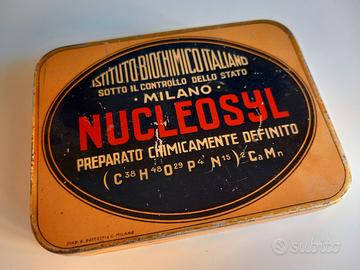 ISTITUTO·BIOCHIMICO ITALIANO
SOTTO IL CONTROLLO DELLO STATO
· MILANO ·
NUCLEOSYL
PREPARATO CHIMICAMENTE DEFINITO
(C³⁸ H⁴⁸ O²⁹ P⁴ N¹⁵)² Ca Mn
MILANO
subito